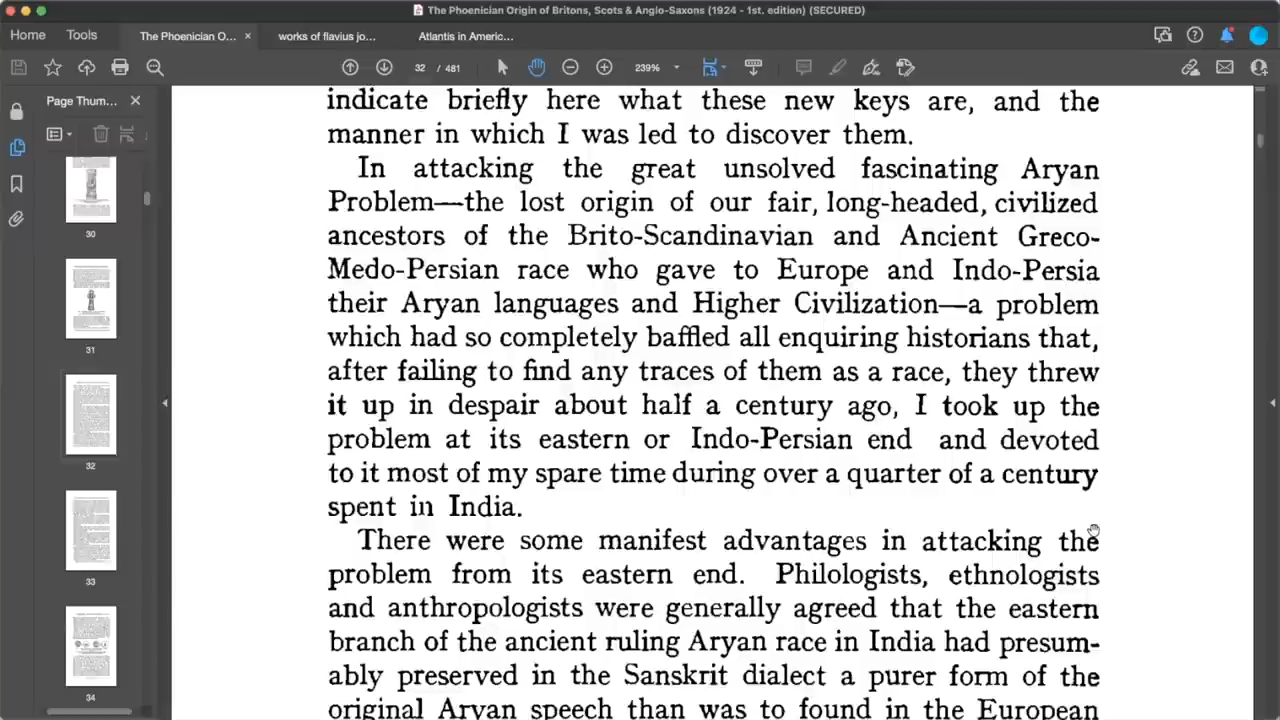 The Phoenician Origin of Britons, Scots & Anglo-Saxons (1924 - 1st. edition) (SECURED)
Home Tools The Phoenician O... × works of flavius jo... Atlantis in Americ...
32 / 481 239%
Page Thum... ×
30
31
32
33
34
indicate briefly here what these new keys are, and the
manner in which I was led to discover them.
In attacking the great unsolved fascinating Aryan
Problem—the lost origin of our fair, long-headed, civilized
ancestors of the Brito-Scandinavian and Ancient Greco-
Medo-Persian race who gave to Europe and Indo-Persia
their Aryan languages and Higher Civilization—a problem
which had so completely baffled all enquiring historians that,
after failing to find any traces of them as a race, they threw
it up in despair about half a century ago, I took up the
problem at its eastern or Indo-Persian end and devoted
to it most of my spare time during over a quarter of a century
spent in India.
There were some manifest advantages in attacking the
problem from its eastern end. Philologists, ethnologists
and anthropologists were generally agreed that the eastern
branch of the ancient ruling Aryan race in India had presum-
ably preserved in the Sanskrit dialect a purer form of the
original Aryan speech than was to found in the European